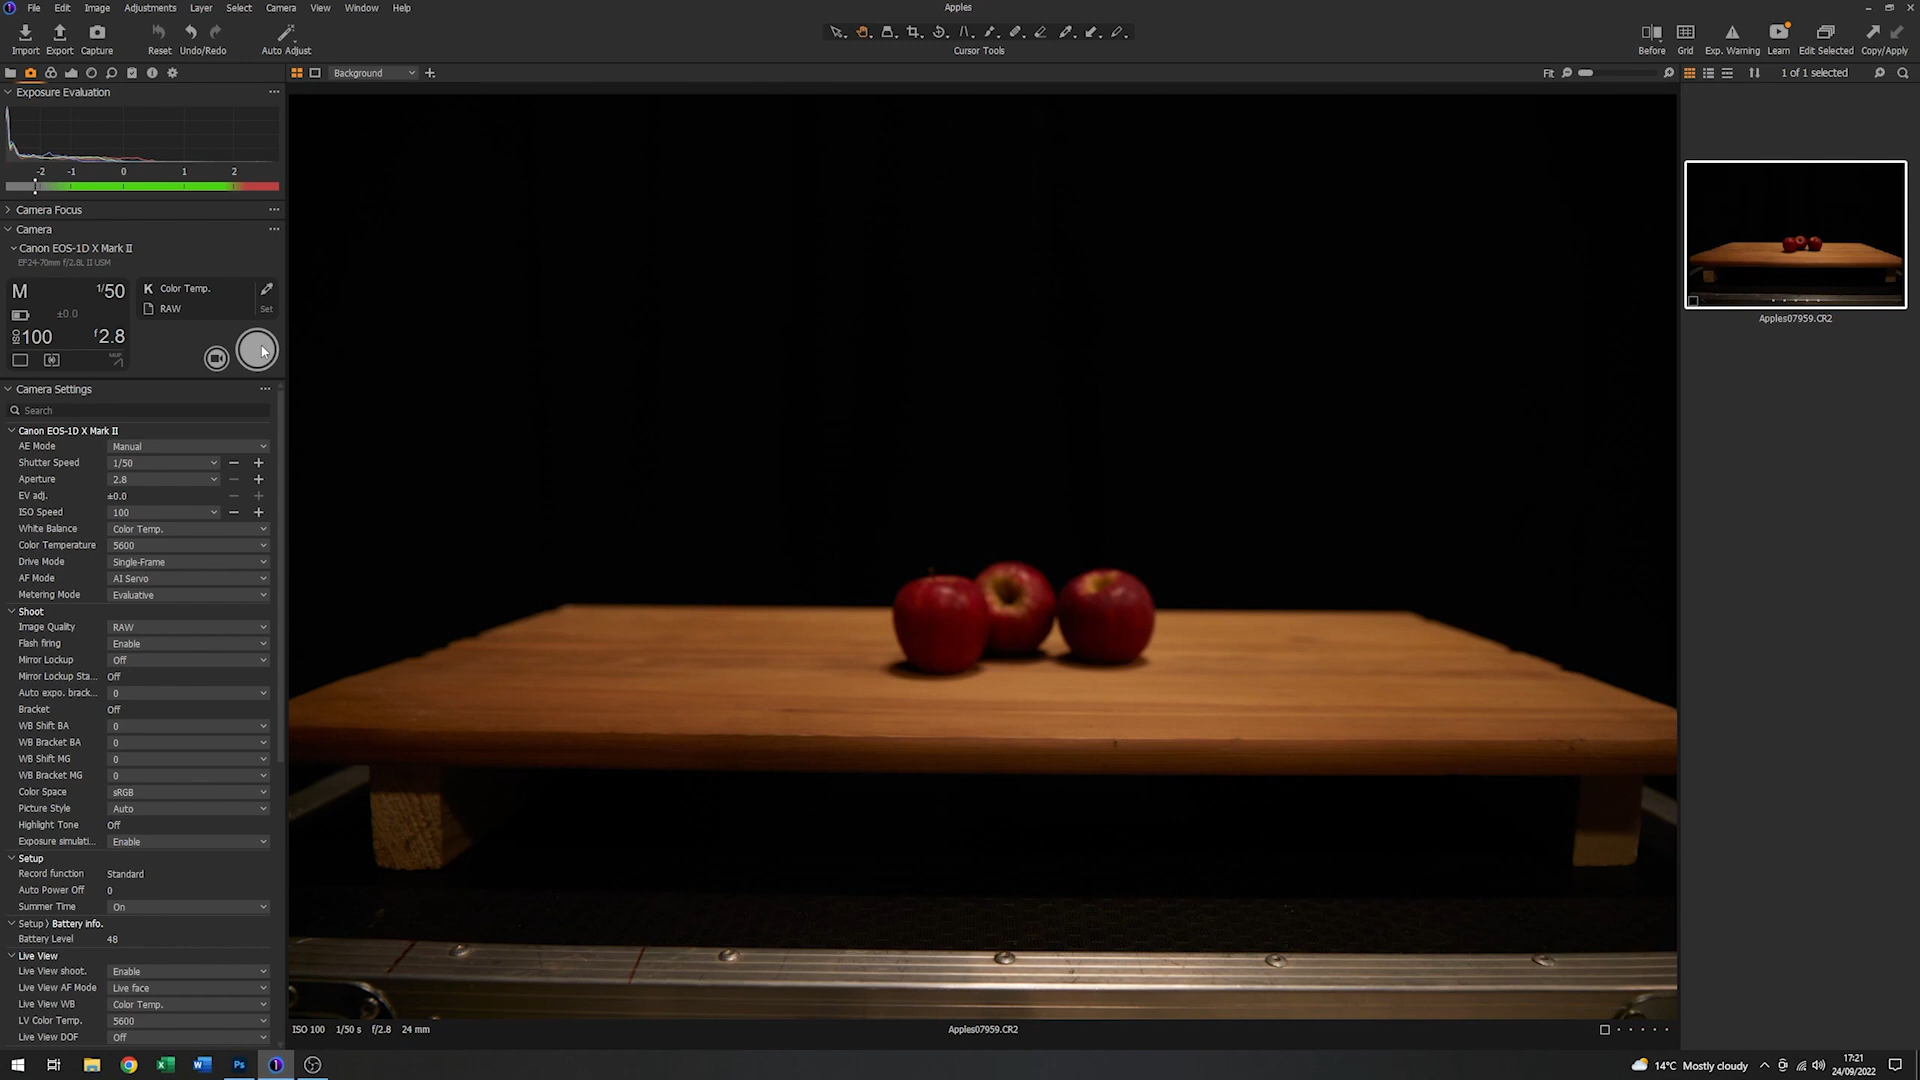 File Edit Image Adjustments Layer Select Camera View Window Help
Apples
Import Export Capture Reset Undo/Redo Auto Adjust
Cursor Tools
Before Grid Exp. Warning Learn Edit Selected Copy/Apply
Background
Fit
1 of 1 selected
Exposure Evaluation
-2 -1 0 1 2
Camera Focus
Camera
Canon EOS-1D X Mark II
EF24-70mm f/2.8L II USM
M 1/50
K Color Temp.
±0.0
RAW
Set
ISO 100 f2.8
MUP
Camera Settings
Search
Canon EOS-1D X Mark II
AE Mode Manual
Shutter Speed 1/50
Aperture 2.8
EV adj. ±0.0
ISO Speed 100
White Balance Color Temp.
Color Temperature 5600
Drive Mode Single-Frame
AF Mode AI Servo
Metering Mode Evaluative
Shoot
Image Quality RAW
Flash firing Enable
Mirror Lockup Off
Mirror Lockup Sta... Off
Auto expo. brack... 0
Bracket Off
WB Shift BA 0
WB Bracket BA 0
WB Shift MG 0
WB Bracket MG 0
Color Space sRGB
Picture Style Auto
Highlight Tone Off
Exposure simulati... Enable
Setup
Record function Standard
Auto Power Off 0
Summer Time On
Setup > Battery info.
Battery Level 48
Live View
Live View shoot. Enable
Live View AF Mode Live face
Live View WB Color Temp.
LV Color Temp. 5600
Live View DOF Off
ISO 100 1/50 s f/2.8 24 mm
Apples07959.CR2
Apples07959.CR2
14°C Mostly cloudy
17:21
24/09/2022